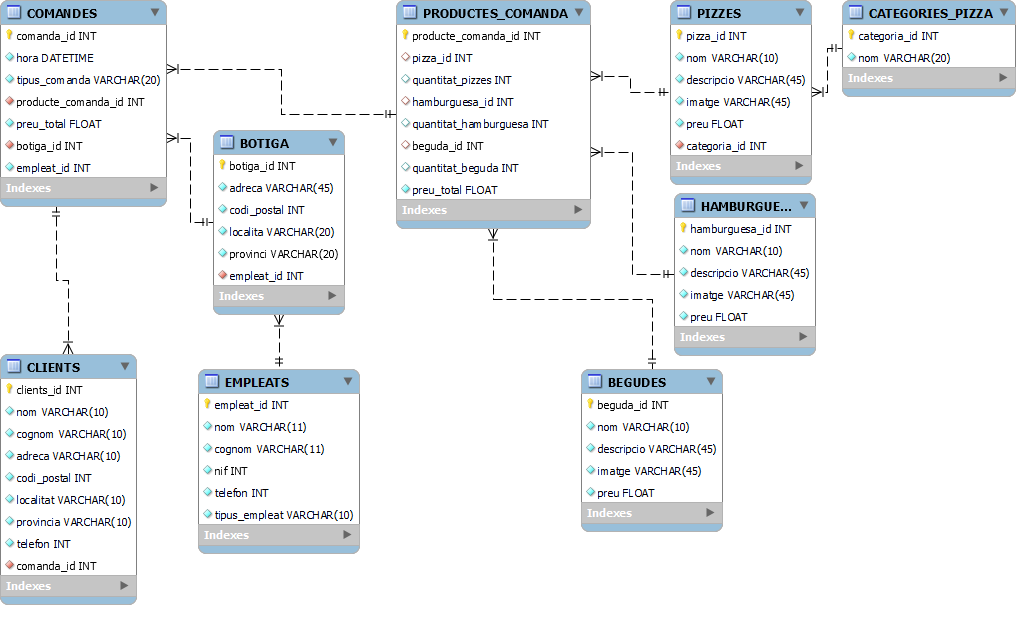 COMANDES
comanda_id INT
hora DATETIME
tipus_comanda VARCHAR(20)
producte_comanda_id INT
preu_total FLOAT
botiga_id INT
empleat_id INT
Indexes
PRODUCTES_COMANDA
producte_comanda_id INT
pizza_id INT
quantitat_pizzes INT
hamburguesa_id INT
quantitat_hamburguesa INT
beguda_id INT
quantitat_beguda INT
preu_total FLOAT
Indexes
PIZZES
pizza_id INT
nom VARCHAR(10)
descripcio VARCHAR(45)
imatge VARCHAR(45)
preu FLOAT
categoria_id INT
Indexes
CATEGORIES_PIZZA
categoria_id INT
nom VARCHAR(20)
Indexes
BOTIGA
botiga_id INT
adreca VARCHAR(45)
codi_postal INT
localita VARCHAR(20)
provinci VARCHAR(20)
empleat_id INT
Indexes
HAMBURGUE...
hamburguesa_id INT
nom VARCHAR(10)
descripcio VARCHAR(45)
imatge VARCHAR(45)
preu FLOAT
Indexes
CLIENTS
clients_id INT
nom VARCHAR(10)
cognom VARCHAR(10)
adreca VARCHAR(10)
codi_postal INT
localitat VARCHAR(10)
provincia VARCHAR(10)
telefon INT
comanda_id INT
Indexes
EMPLEATS
empleat_id INT
nom VARCHAR(11)
cognom VARCHAR(11)
nif INT
telefon INT
tipus_empleat VARCHAR(10)
Indexes
BEGUDES
beguda_id INT
nom VARCHAR(10)
descripcio VARCHAR(45)
imatge VARCHAR(45)
preu FLOAT
Indexes